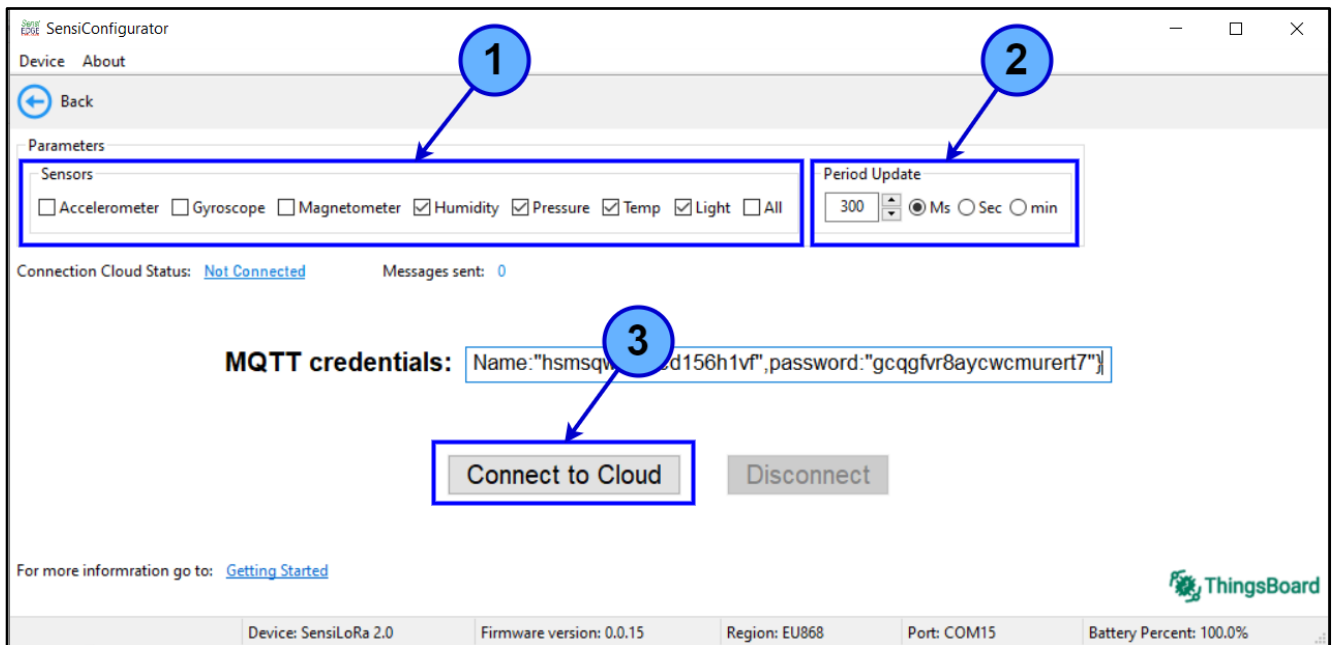 Sensi EDGE SensiConfigurator
Device About
1
2
Back
Parameters
Sensors
Accelerometer Gyroscope Magnetometer Humidity Pressure Temp Light All
Period Update
300 Ms Sec min
Connection Cloud Status: Not Connected Messages sent: 0
3
MQTT credentials: Name:"hsmsqw d156h1vf",password:"gcqgfvr8aycwcmurert7"}
Connect to Cloud Disconnect
For more informration go to: Getting Started
ThingsBoard
Device: SensiLoRa 2.0 Firmware version: 0.0.15 Region: EU868 Port: COM15 Battery Percent: 100.0%